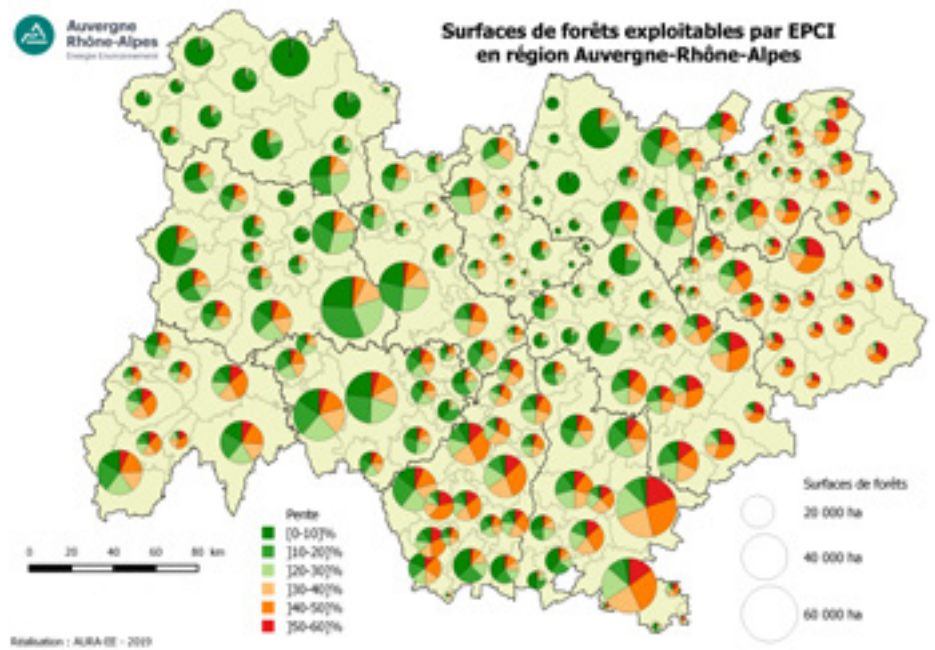 Auvergne
Rhône-Alpes
Energie Environnement
Surfaces de forêts exploitables par EPCI
en région Auvergne-Rhône-Alpes
Surfaces de forêts
20 000 ha
40 000 ha
60 000 ha
Pente
[0-10]%
]10-20]%
]20-30]%
]30-40]%
]40-50]%
]50-60]%
0 20 40 60 80 km
Réalisation : AURA-EE - 2019